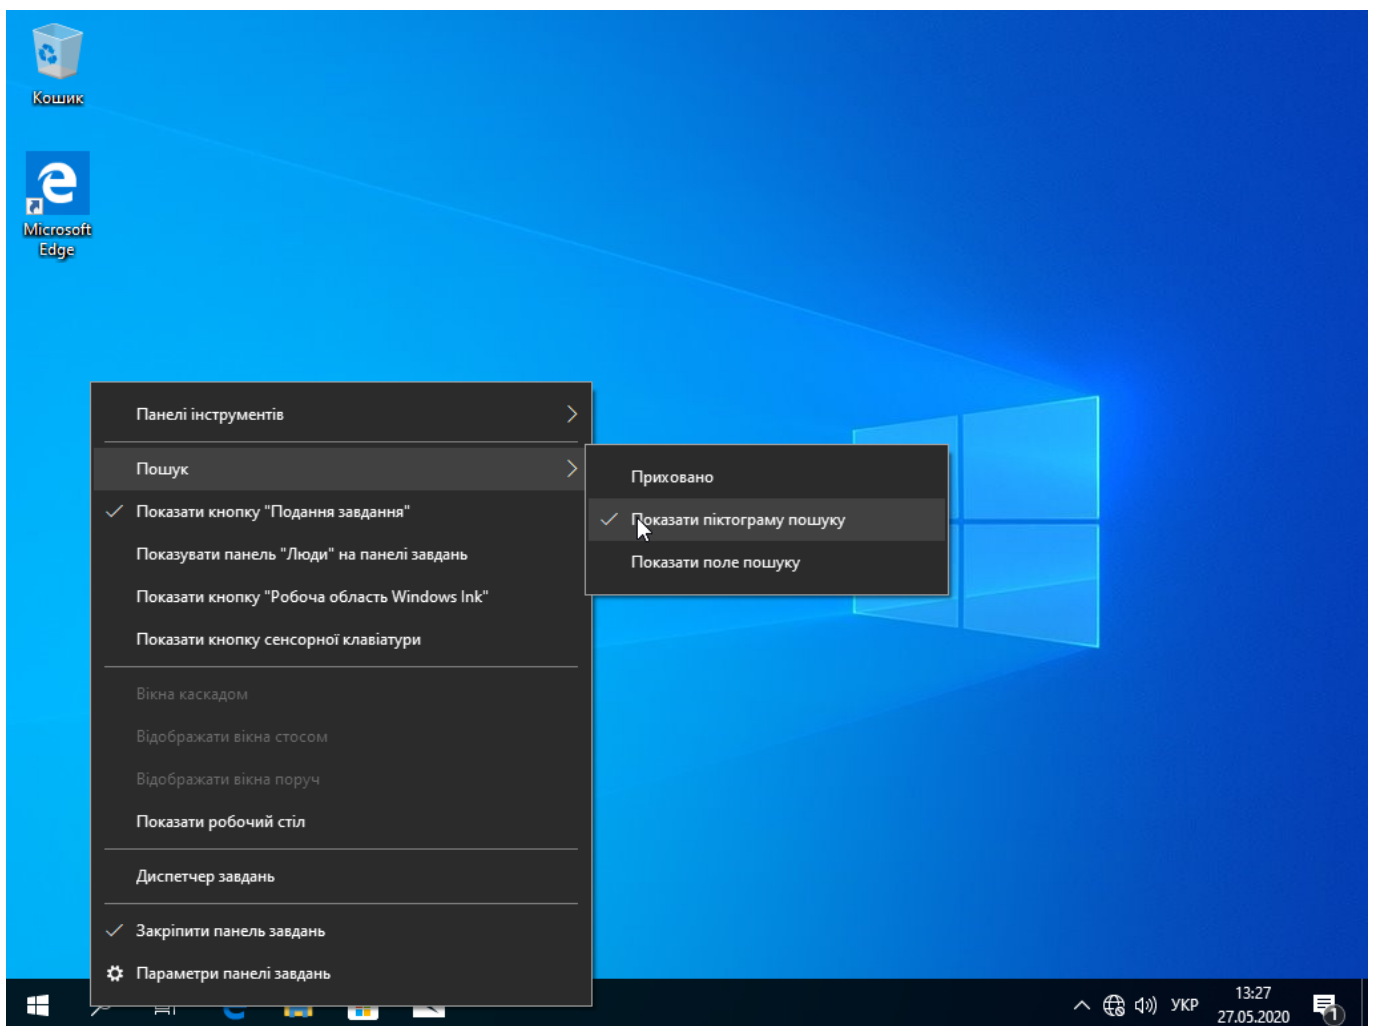 Кошик
Microsoft
Edge
Панелі інструментів
Пошук
Показати кнопку "Подання завдання"
Показувати панель "Люди" на панелі завдань
Показати кнопку "Робоча область Windows Ink"
Показати кнопку сенсорної клавіатури
Вікна каскадом
Відображати вікна стосом
Відображати вікна поруч
Показати робочий стіл
Диспетчер завдань
Закріпити панель завдань
Параметри панелі завдань
Приховано
Показати піктограму пошуку
Показати поле пошуку
УКР
13:27
27.05.2020
1